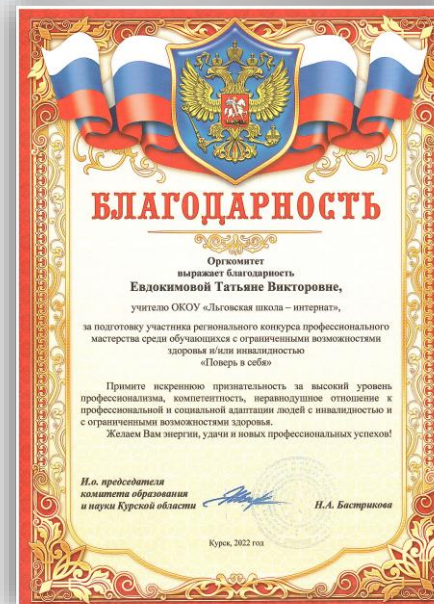 БЛАГОДАРНОСТЬ
Оргкомитет
выражает благодарность
Евдокимовой Татьяне Викторовне,
учителю ОКОУ «Льговская школа – интернат»,
за подготовку участника регионального конкурса профессионального
мастерства среди обучающихся с ограниченными возможностями
здоровья и/или инвалидностью
«Поверь в себя»
Примите искреннюю признательность за высокий уровень
профессионализма, компетентность, неравнодушное отношение к
профессиональной и социальной адаптации людей с инвалидностью и
с ограниченными возможностями здоровья.
Желаем Вам энергии, удачи и новых профессиональных успехов!
И.о. председателя
комитета образования
и науки Курской области Н.А. Бастрикова
Курск, 2022 год